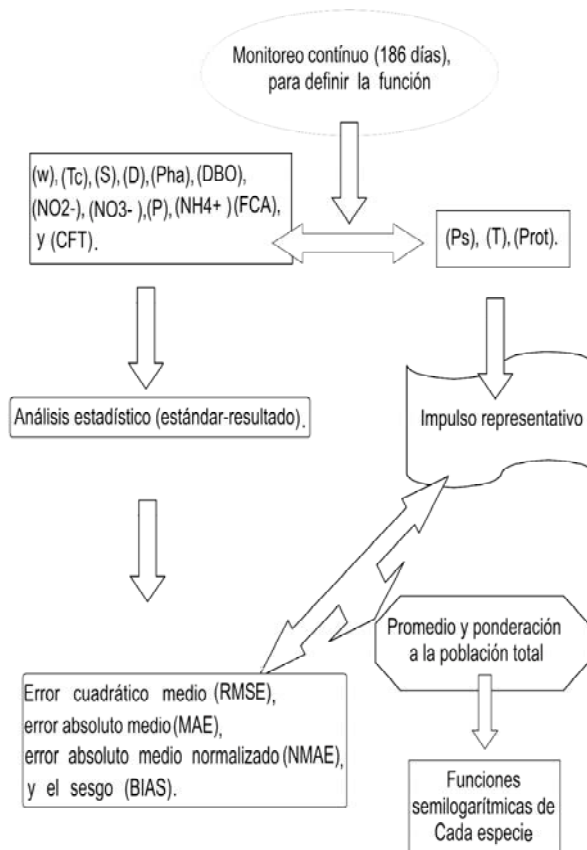 Monitoreo contínuo (186 días),
para definir la función
(w), (Tc), (S), (D), (Pha), (DBO),
(NO2-), (NO3- ), (P), (NH4+ ) (FCA),
y (CFT).
(Ps), (T), (Prot).
Análisis estadístico (estándar-resultado).
Impulso representativo
Promedio y ponderación
a la población total
Error cuadrático medio (RMSE),
error absoluto medio (MAE),
error absoluto medio normalizado (NMAE),
y el sesgo (BIAS).
Funciones
semilogarítmicas de
Cada especie